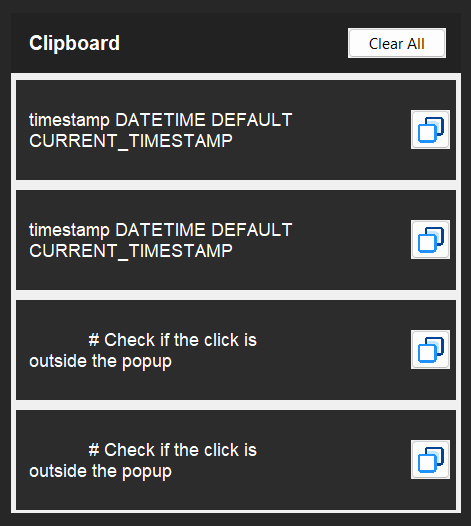 Clipboard
Clear All
timestamp DATETIME DEFAULT
CURRENT_TIMESTAMP
timestamp DATETIME DEFAULT
CURRENT_TIMESTAMP
# Check if the click is
outside the popup
# Check if the click is
outside the popup